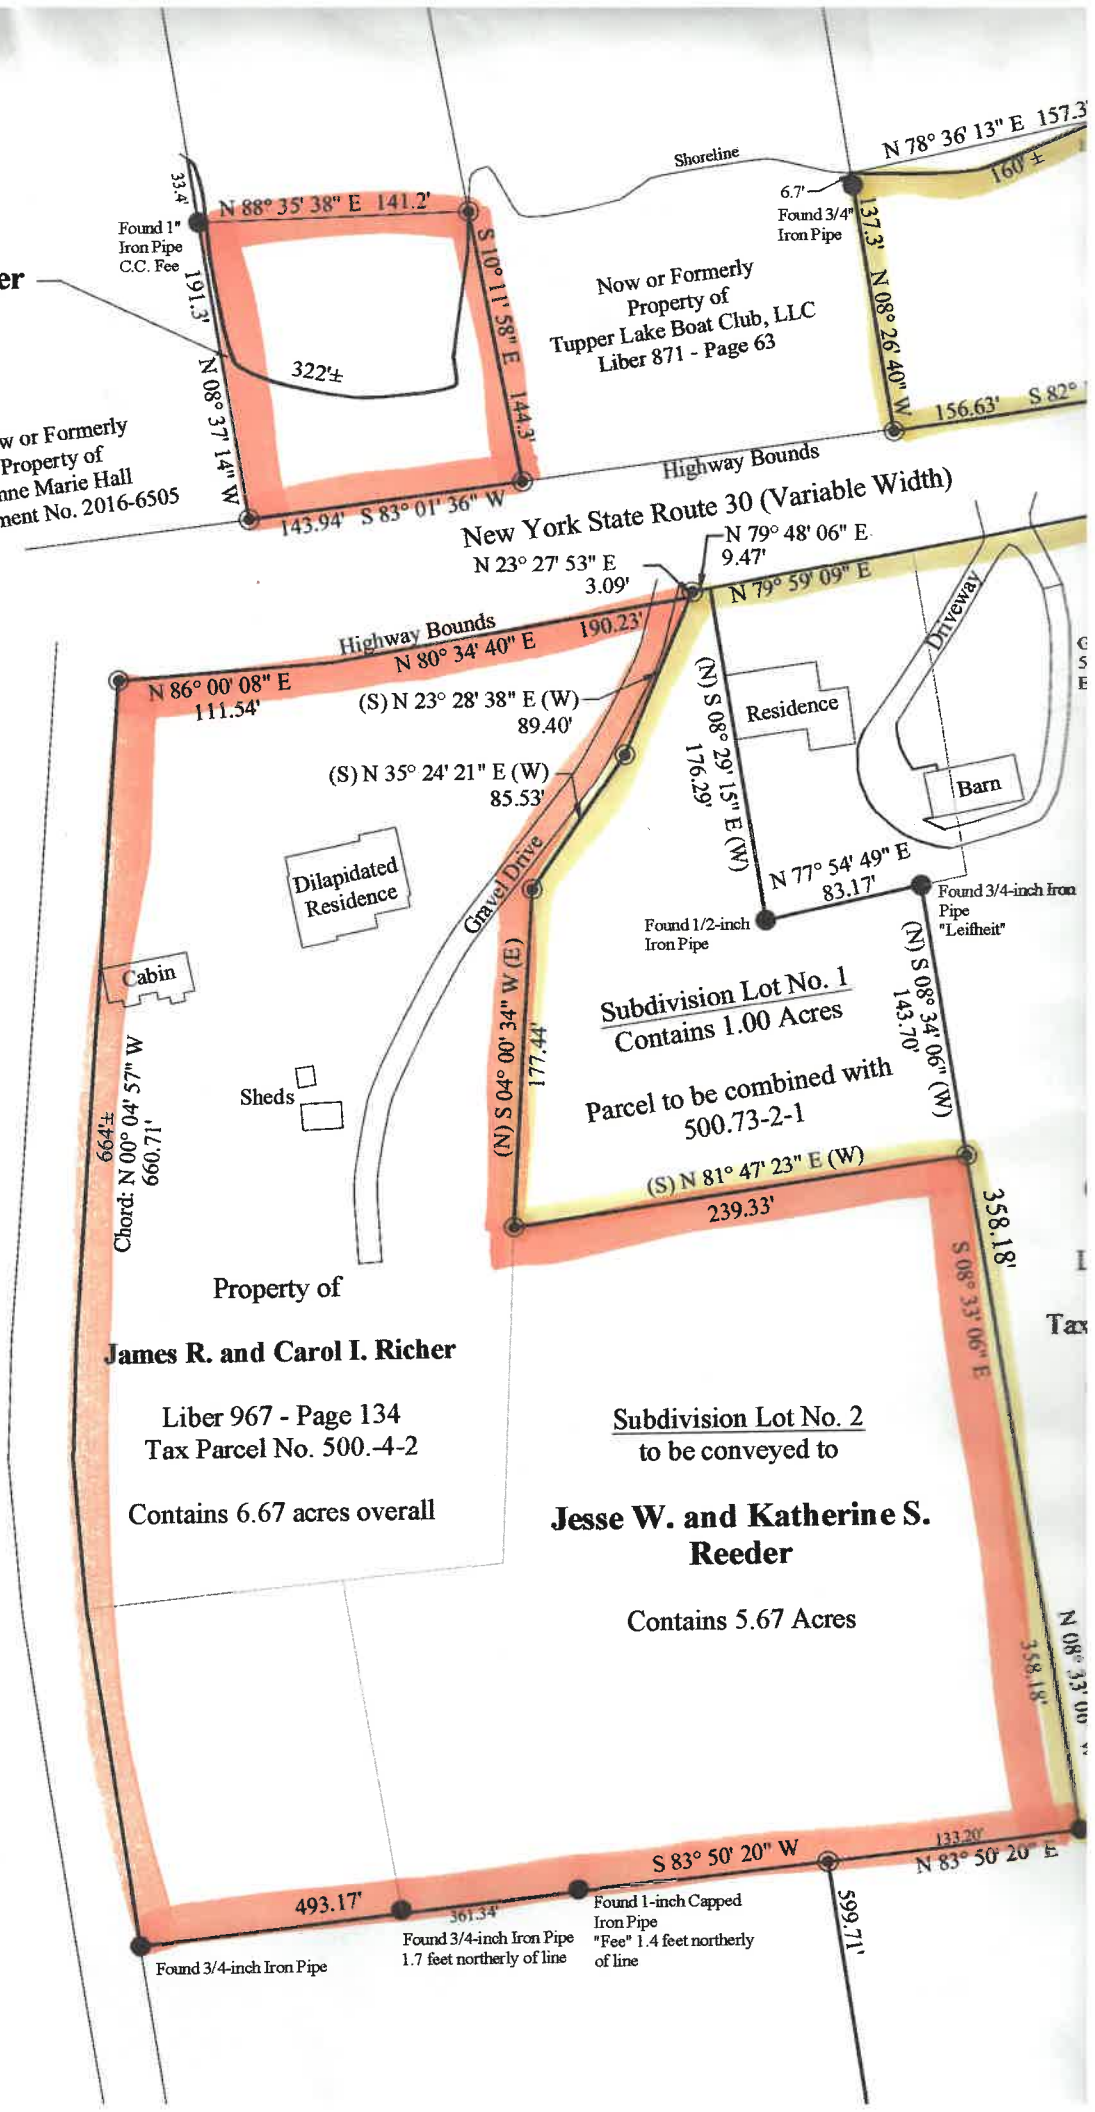 N 78° 36' 13" E 157.3
160' ±
Shoreline
33.4'
N 88° 35' 38" E 141.2'
Found 1"
Iron Pipe
C.C. Fee
er
191.3'
N 08° 37' 14" W
322'±
S 10° 11' 58" E 144.3'
6.7'
Found 3/4"
Iron Pipe
137.3' N 08° 26' 40" W
Now or Formerly
Property of
Tupper Lake Boat Club, LLC
Liber 871 - Page 63
156.63' S 82°
w or Formerly
Property of
nne Marie Hall
ment No. 2016-6505
143.94' S 83° 01' 36" W
Highway Bounds
New York State Route 30 (Variable Width)
N 23° 27' 53" E
3.09'
N 79° 48' 06" E
9.47'
N 79° 59' 09" E
Driveway
Highway Bounds
190.23'
N 80° 34' 40" E
N 86° 00' 08" E
111.54'
(S) N 23° 28' 38" E (W)
89.40'
(S) N 35° 24' 21" E (W)
85.53'
(N) S 08° 29' 15" E (W)
176.29'
Residence
G
S
E
Barn
Dilapidated
Residence
Gravel Drive
N 77° 54' 49" E
83.17'
Found 3/4-inch Iron
Pipe
"Leifheit"
Found 1/2-inch
Iron Pipe
Cabin
(N) S 04° 00' 34" W (E)
177.44'
Subdivision Lot No. 1
Contains 1.00 Acres
(N) S 08° 34' 06" (W)
143.70'
Sheds
Parcel to be combined with
500.73-2-1
664'±
Chord: N 00° 04' 57" W
660.71'
(S) N 81° 47' 23" E (W)
239.33'
358.18'
S 08° 33' 06" E
Property of
James R. and Carol I. Richer
Liber 967 - Page 134
Tax Parcel No. 500.-4-2
Contains 6.67 acres overall
Tax
Subdivision Lot No. 2
to be conveyed to
Jesse W. and Katherine S.
Reeder
Contains 5.67 Acres
358.18'
N 08° 33' 06" W
S 83° 50' 20" W
133.20'
N 83° 50' 20" E
493.17'
361.34'
Found 3/4-inch Iron Pipe
Found 3/4-inch Iron Pipe
1.7 feet northerly of line
Found 1-inch Capped
Iron Pipe
"Fee" 1.4 feet northerly
of line
599.71'